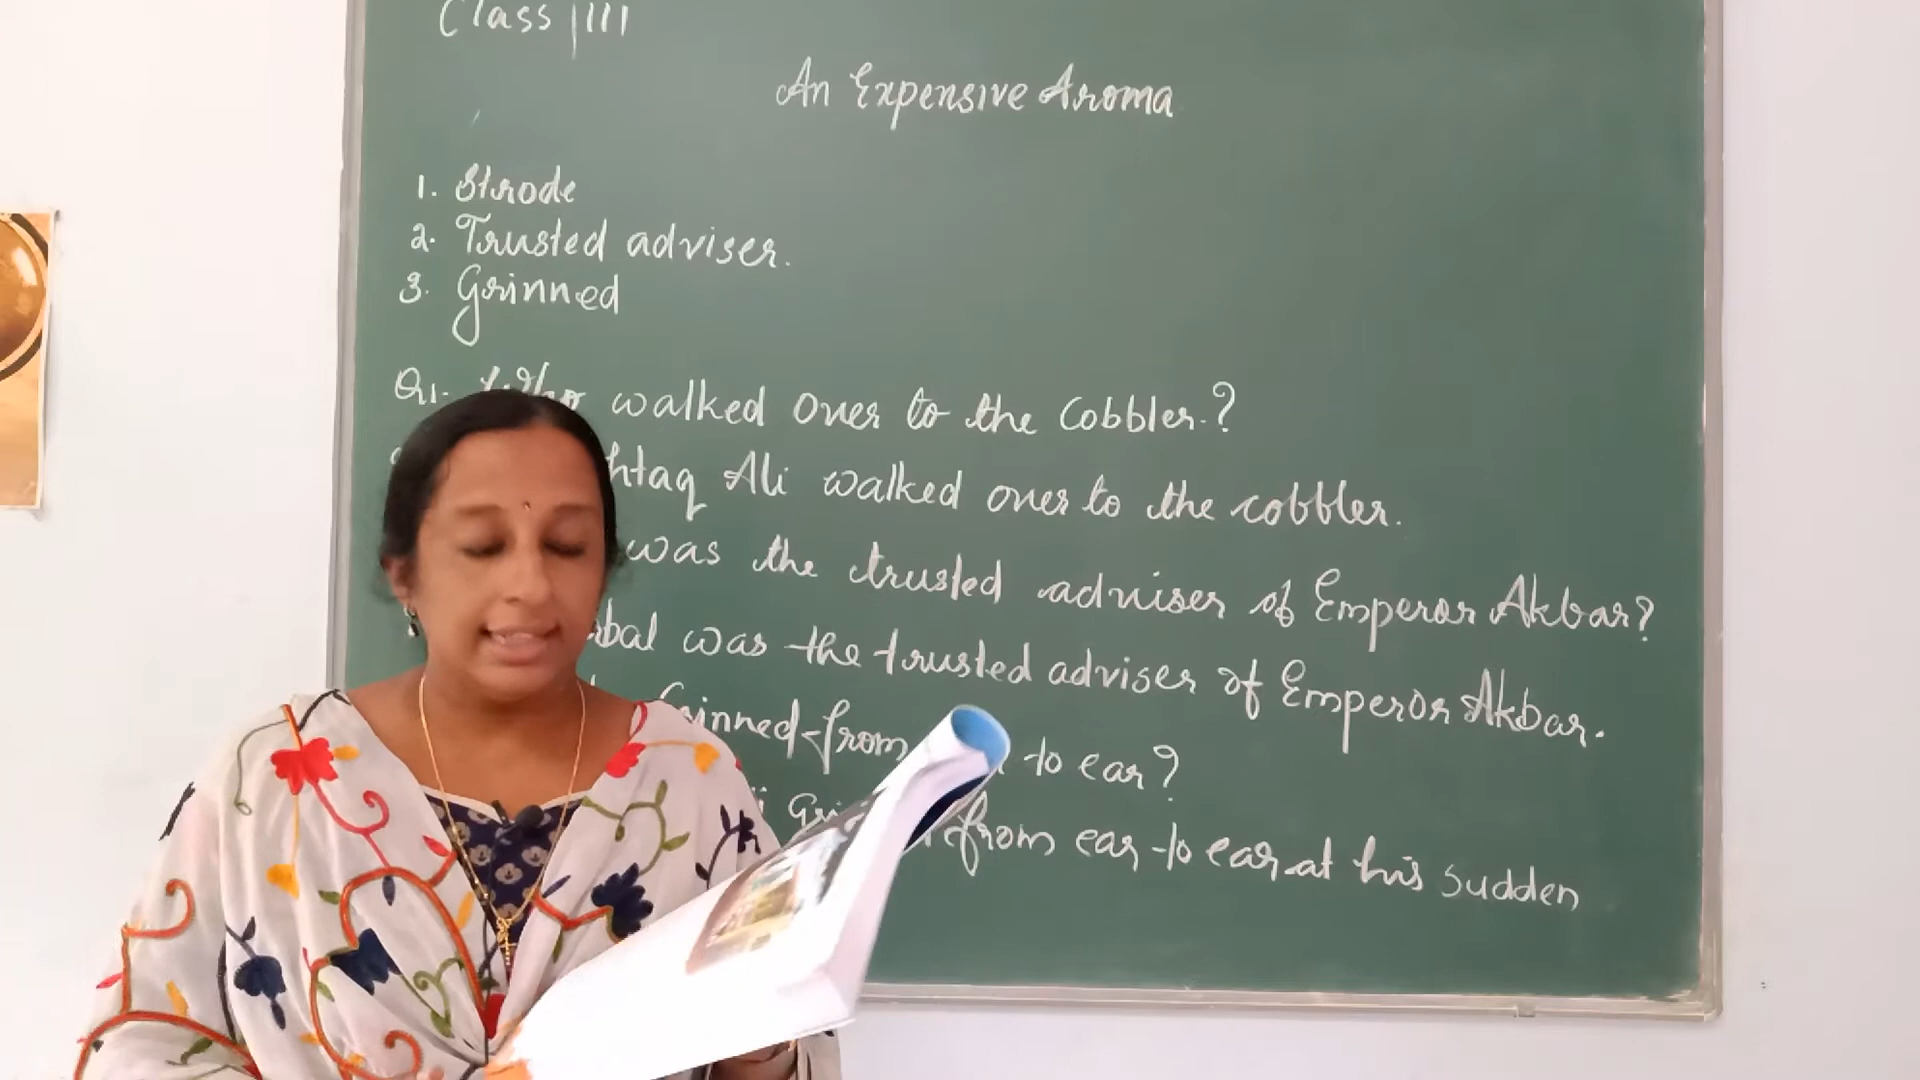 Class III
An Expensive Aroma
1. Strode
2. Trusted adviser.
3. Grinned
Q1. Who walked over to the Cobbler.?
Ali walked over to the cobbler.
was the trusted adviser of Emperor Akbar?
was the trusted adviser of Emperor Akbar.
Grinned from to ear?
from ear to ear at his sudden